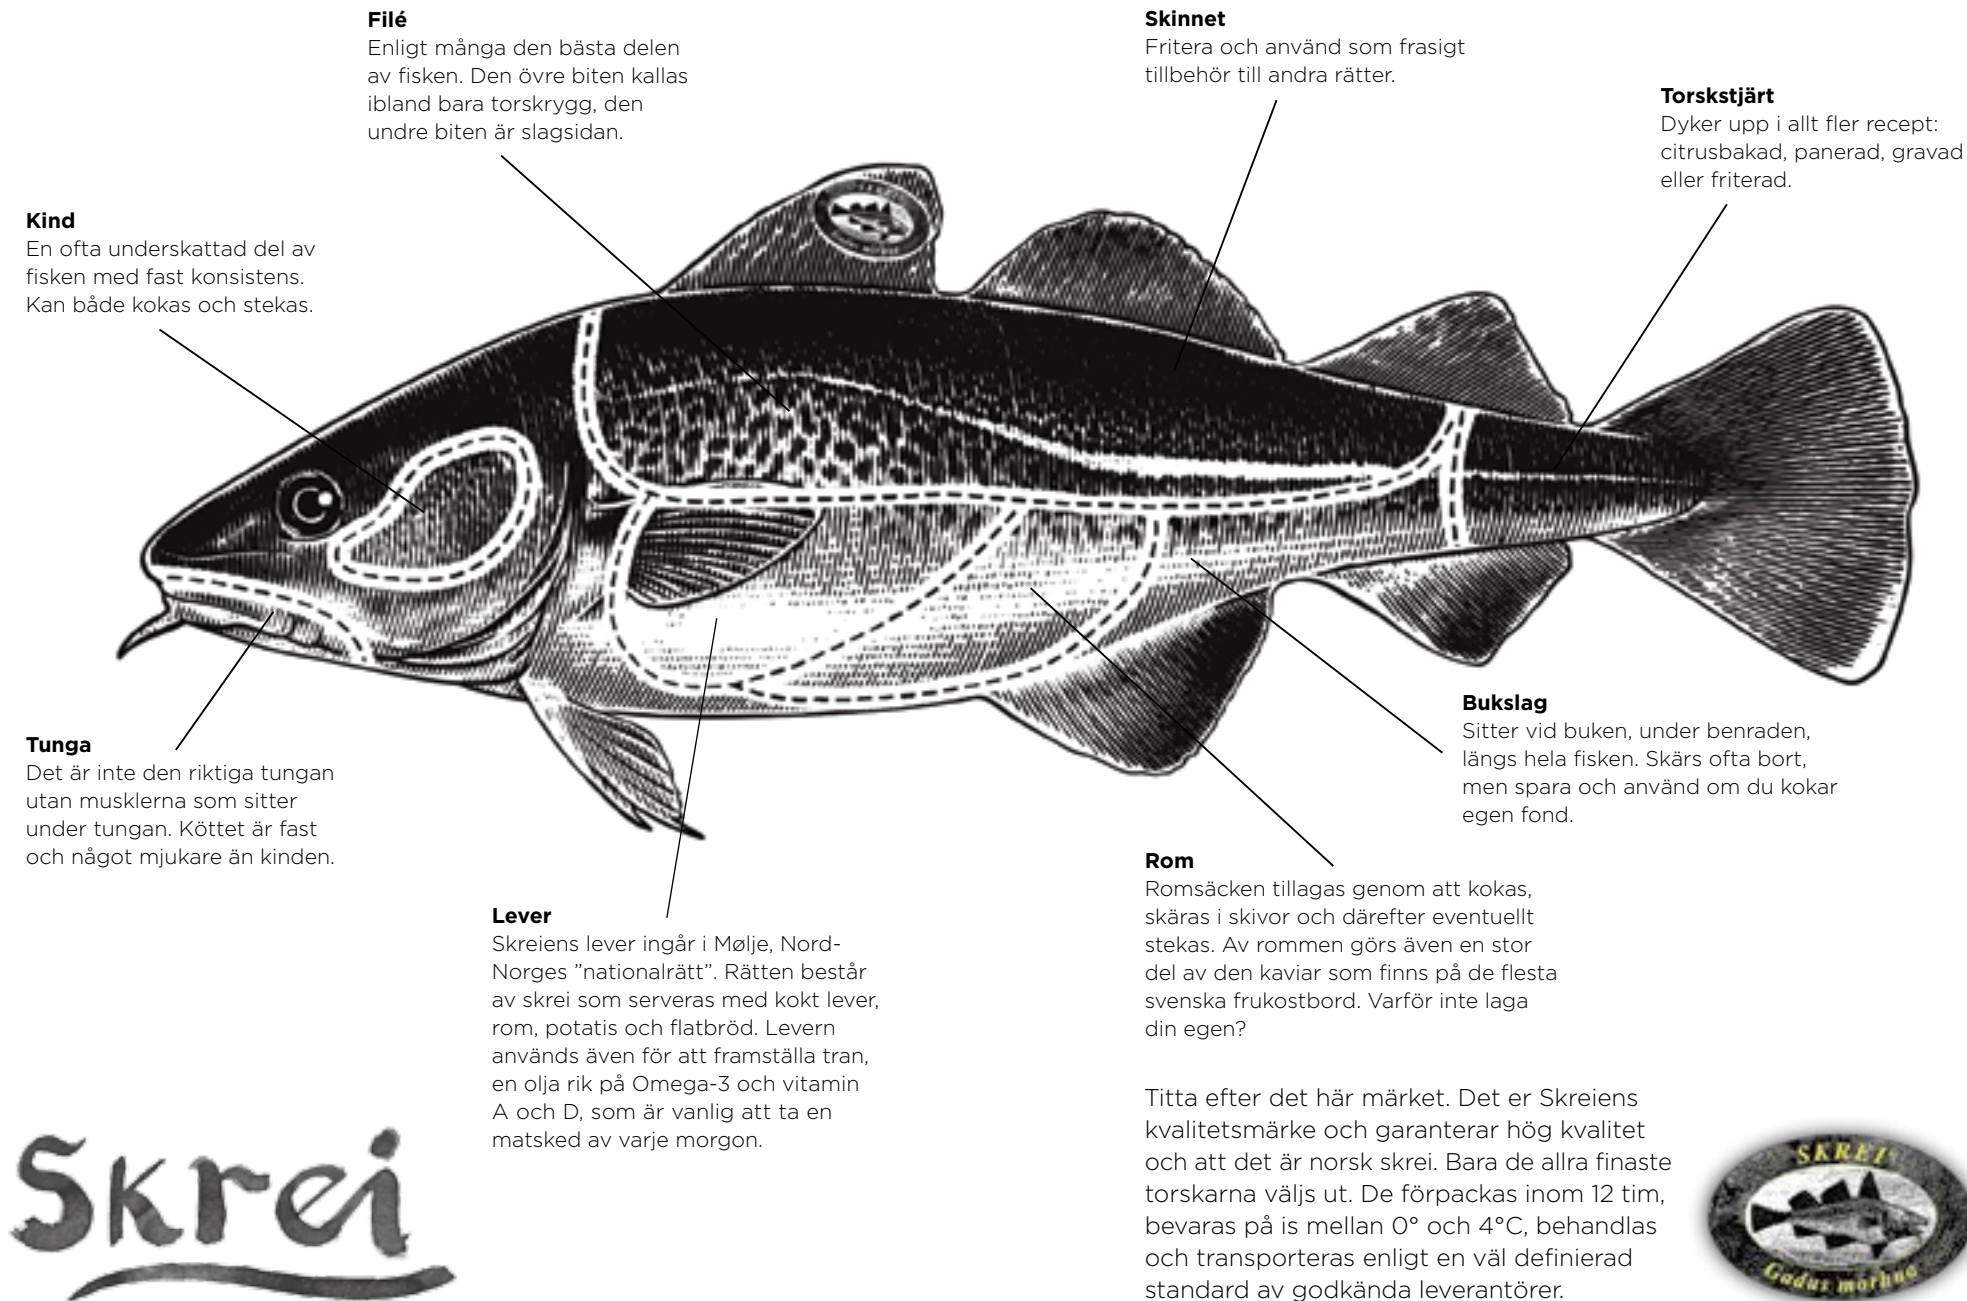 Filé
Enligt många den bästa delen
av fisken. Den övre biten kallas
ibland bara torskrygg, den
undre biten är slagsidan.
Skinnet
Fritera och använd som frasigt
tillbehör till andra rätter.
Torskstjärt
Dyker upp i allt fler recept:
citrusbakad, panerad, gravad
eller friterad.
Kind
En ofta underskattad del av
fisken med fast konsistens.
Kan både kokas och stekas.
Tunga
Det är inte den riktiga tungan
utan musklerna som sitter
under tungan. Köttet är fast
och något mjukare än kinden.
Bukslag
Sitter vid buken, under benraden,
längs hela fisken. Skärs ofta bort,
men spara och använd om du kokar
egen fond.
Lever
Skreiens lever ingår i Mølje, Nord-
Norges ”nationalrätt”. Rätten består
av skrei som serveras med kokt lever,
rom, potatis och flatbröd. Levern
används även för att framställa tran,
en olja rik på Omega-3 och vitamin
A och D, som är vanlig att ta en
matsked av varje morgon.
Rom
Romsäcken tillagas genom att kokas,
skäras i skivor och därefter eventuellt
stekas. Av rommen görs även en stor
del av den kaviar som finns på de flesta
svenska frukostbord. Varför inte laga
din egen?
Titta efter det här märket. Det er Skreiens
kvalitetsmärke och garanterar hög kvalitet
och att det är norsk skrei. Bara de allra finaste
torskarna väljs ut. De förpackas inom 12 tim,
bevaras på is mellan 0° och 4°C, behandlas
och transporteras enligt en väl definierad
standard av godkända leverantörer.
Skrei
SKREI®
Gadus morhua